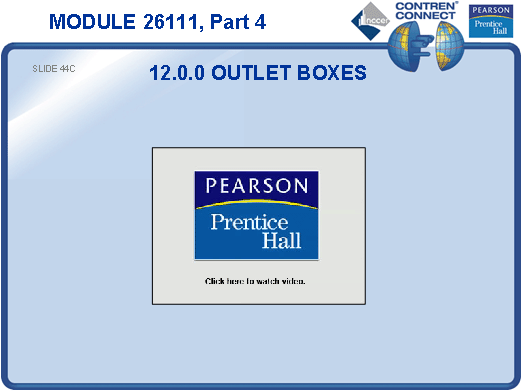 MODULE 26111, Part 4
nccer
CONTREN®
CONNECT
PEARSON
Prentice
Hall
SLIDE 44C
12.0.0 OUTLET BOXES
PEARSON
Prentice
Hall
Click here to watch video.